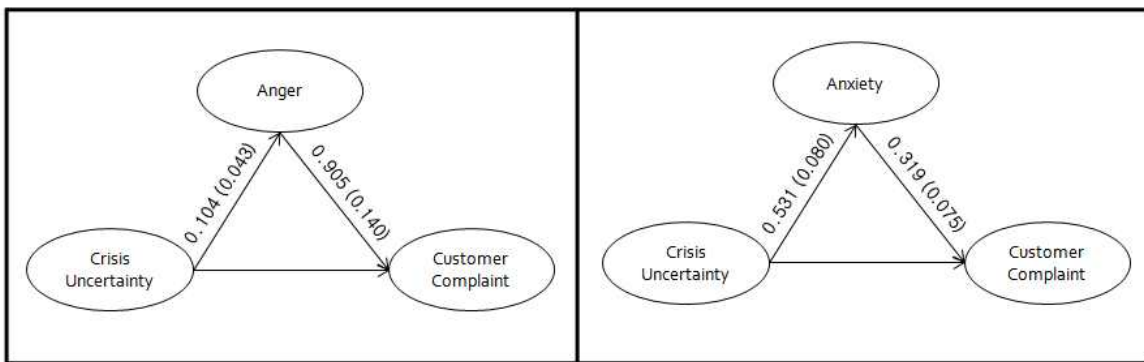 Anger
0.104 (0.043)
0.905 (0.140)
Crisis
Uncertainty
Customer
Complaint
Anxiety
0.531 (0.080)
0.319 (0.075)
Crisis
Uncertainty
Customer
Complaint